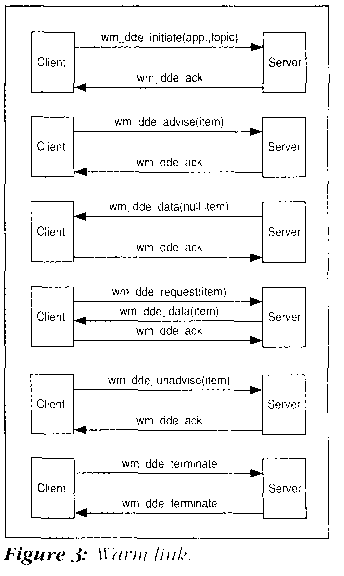 wm_dde_initiate(app.,topic)
Client
Server
wm_dde_ack
wm_dde_advise(item)
Client
Server
wm_dde_ack
wm_dde_data(null item)
Client
Server
wm_dde_ack
wm_dde_request(item)
Client
wm_dde_data(item)
Server
wm_dde_ack
wm_dde_unadvise(item)
Client
Server
wm_dde_ack
wm_dde_terminate
Client
Server
wm_dde_terminate
Figure 3: Warm link.